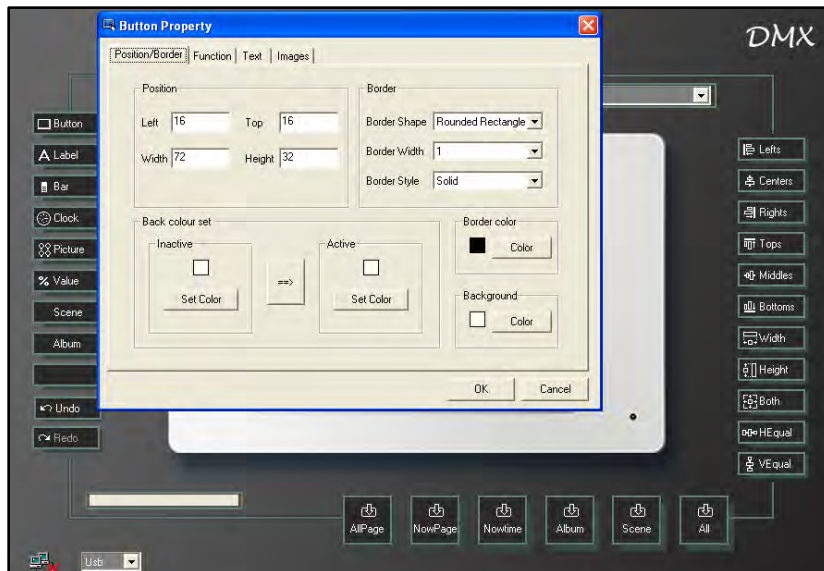 Button Property
DMX
Position/Border Function Text Images
Position
Left 16 Top 16
Width 72 Height 32
Border
Border Shape Rounded Rectangle
Border Width 1
Border Style Solid
Back colour set
Inactive
Set Color
==>
Active
Set Color
Border color
Color
Background
Color
OK Cancel
Button
A Label
Bar
Clock
Picture
% Value
Scene
Album
Undo
Redo
Lefts
Centers
Rights
Tops
Middles
Bottoms
Width
Height
Both
HEqual
VEqual
AllPage NowPage Nowtime Album Scene All
Usb